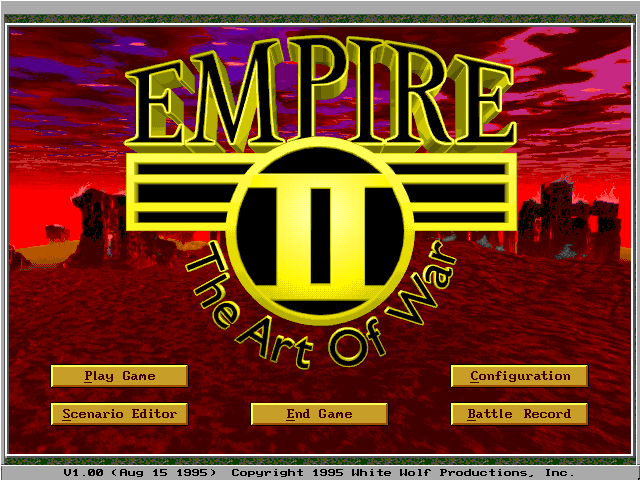 EMPIRE
II
The Art Of War
Play Game
Configuration
Scenario Editor
End Game
Battle Record
V1.00 (Aug 15 1995) Copyright 1995 White Wolf Productions, Inc.